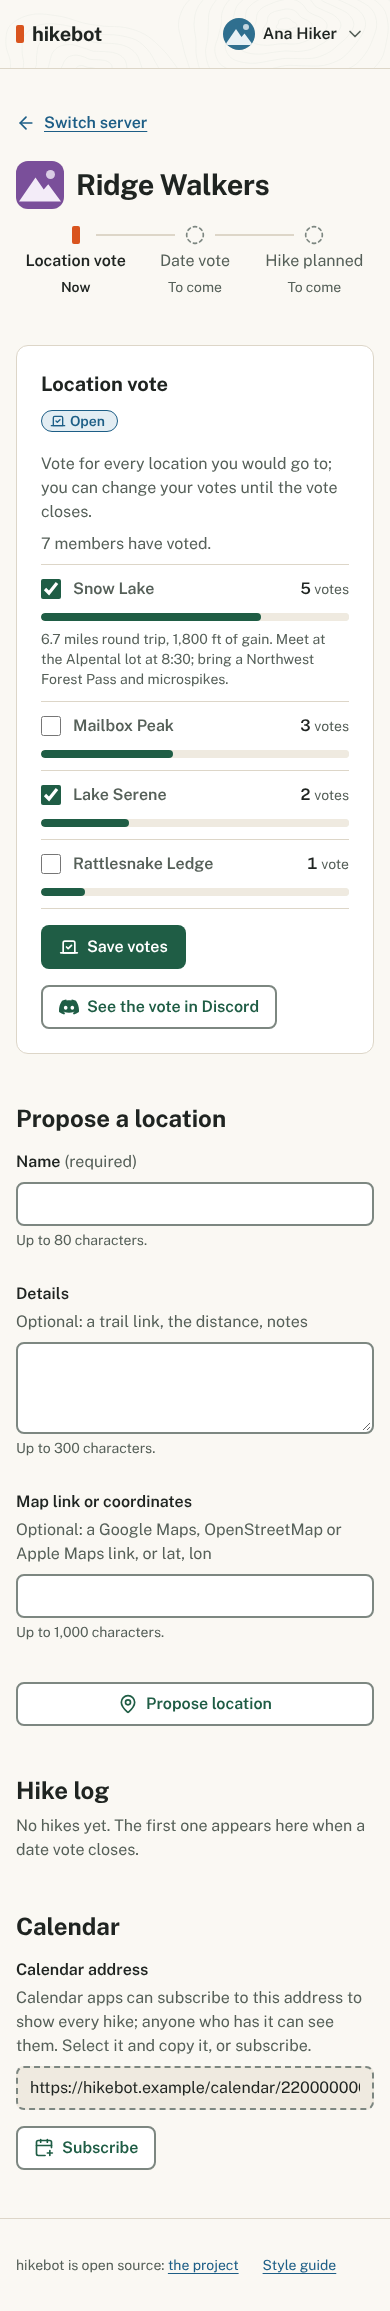 hikebot
Ana Hiker
Switch server
Ridge Walkers
Location vote
Date vote
Hike planned
Now
To come
To come
Location vote
Open
Vote for every location you would go to;
you can change your votes until the vote
closes.
7 members have voted.
Snow Lake
5 votes
6.7 miles round trip, 1,800 ft of gain. Meet at
the Alpental lot at 8:30; bring a Northwest
Forest Pass and microspikes.
Mailbox Peak
3 votes
Lake Serene
2 votes
Rattlesnake Ledge
1 vote
Save votes
See the vote in Discord
Propose a location
Name (required)
Up to 80 characters.
Details
Optional: a trail link, the distance, notes
Up to 300 characters.
Map link or coordinates
Optional: a Google Maps, OpenStreetMap or
Apple Maps link, or lat, lon
Up to 1,000 characters.
Propose location
Hike log
No hikes yet. The first one appears here when a
date vote closes.
Calendar
Calendar address
Calendar apps can subscribe to this address to
show every hike; anyone who has it can see
them. Select it and copy it, or subscribe.
https://hikebot.example/calendar/22000000
Subscribe
hikebot is open source: the project
Style guide